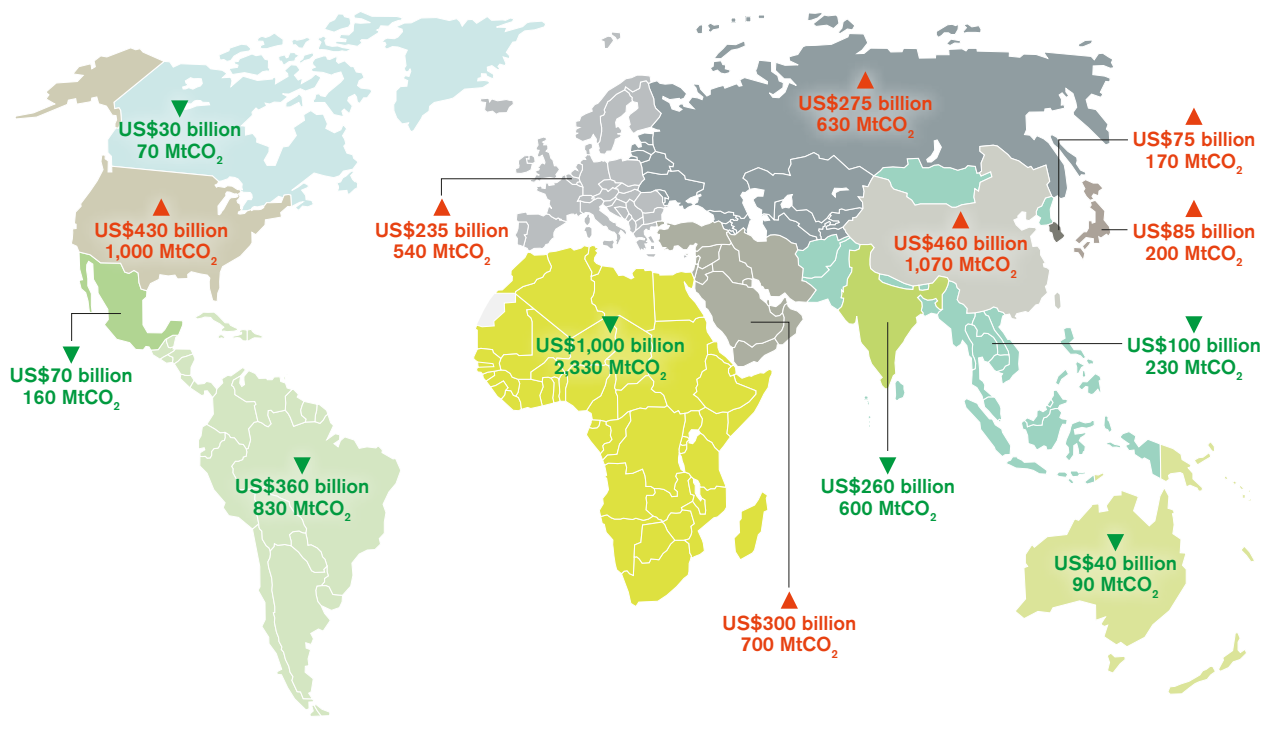 ▼
US$30 billion
70 MtCO₂
▲
US$430 billion
1,000 MtCO₂
▼
US$70 billion
160 MtCO₂
▼
US$360 billion
830 MtCO₂
▲
US$235 billion
540 MtCO₂
▼
US$1,000 billion
2,330 MtCO₂
▲
US$275 billion
630 MtCO₂
▲
US$460 billion
1,070 MtCO₂
▲
US$75 billion
170 MtCO₂
▲
US$85 billion
200 MtCO₂
▼
US$100 billion
230 MtCO₂
▼
US$260 billion
600 MtCO₂
▲
US$300 billion
700 MtCO₂
▼
US$40 billion
90 MtCO₂